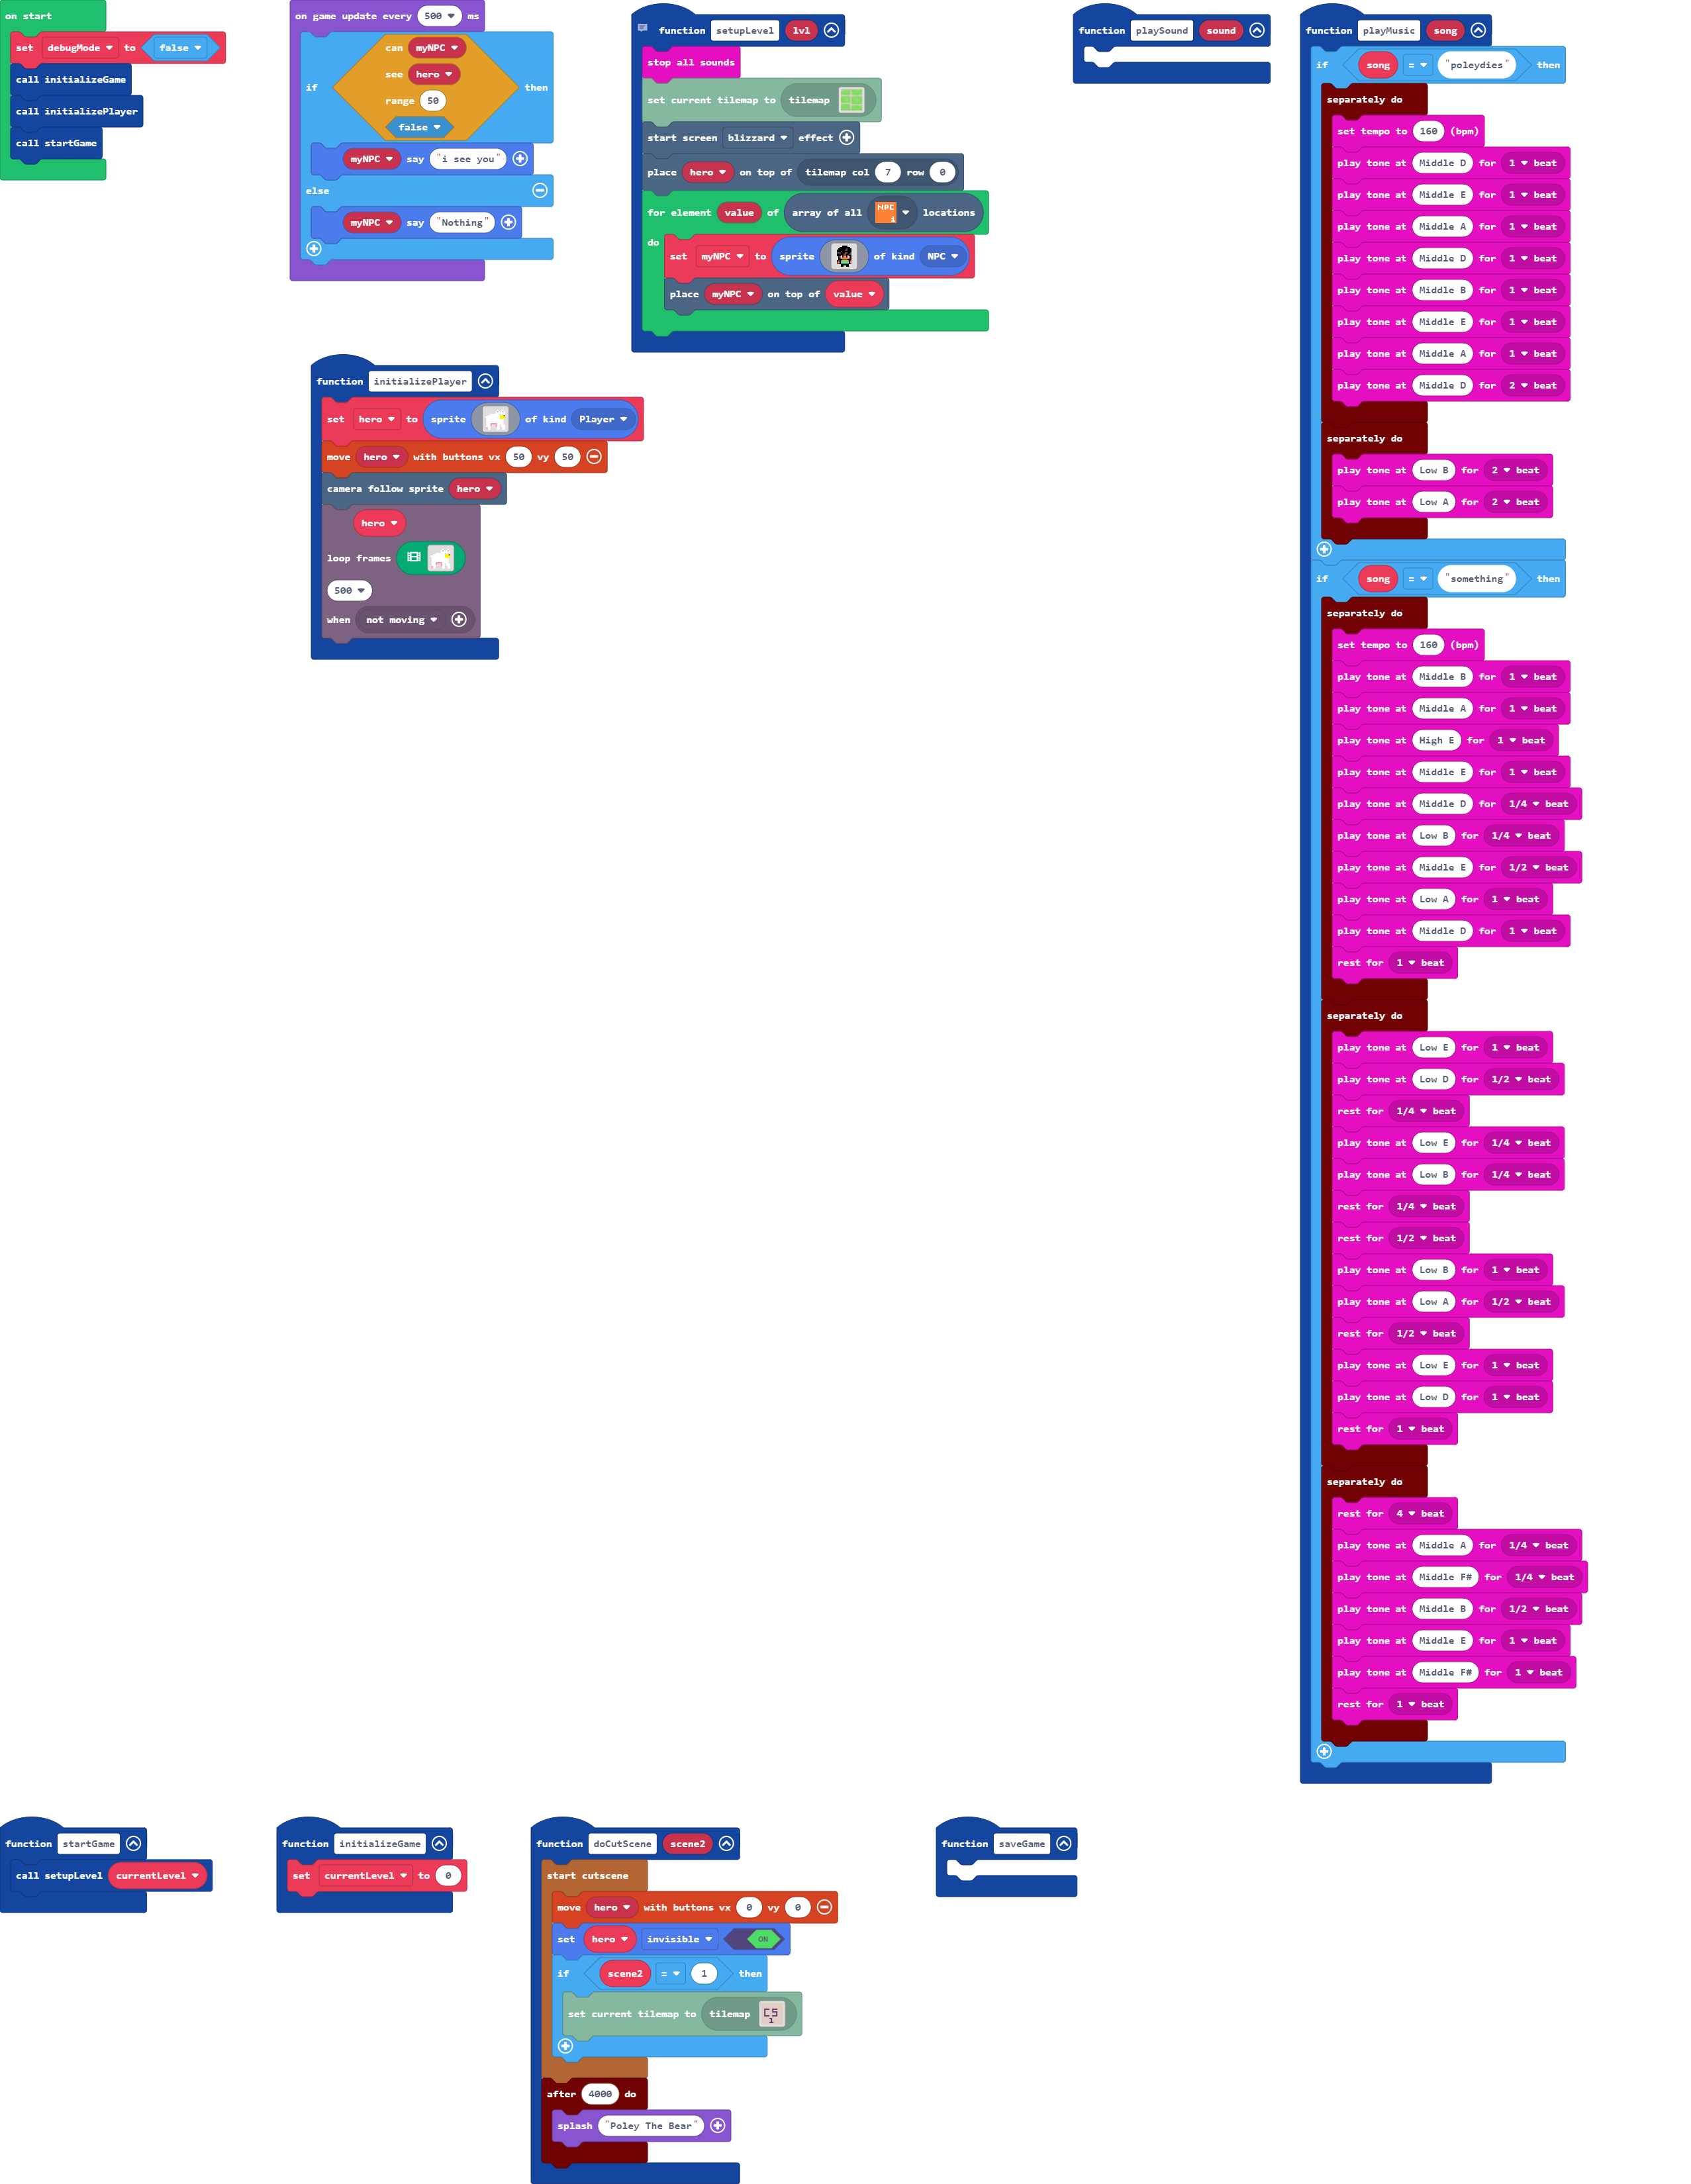 on start
set debugMode to false
call initializeGame
call initializePlayer
call startGame
on game update every 500 ms
if can myNPC see hero range 50 false then
myNPC say "i see you"
else
myNPC say "Nothing"
function setupLevel lvl
stop all sounds
set current tilemap to tilemap
start screen blizzard effect
place hero on top of tilemap col 7 row 0
for element value of array of all NPC 1 locations
do
set myNPC to sprite of kind NPC
place myNPC on top of value
function playSound sound
function initializePlayer
set hero to sprite of kind Player
move hero with buttons vx 50 vy 50
camera follow sprite hero
hero
loop frames
500
when not moving
function playMusic song
if song = "poleydies" then
separately do
set tempo to 160 (bpm)
play tone at Middle D for 1 beat
play tone at Middle E for 1 beat
play tone at Middle A for 1 beat
play tone at Middle D for 1 beat
play tone at Middle B for 1 beat
play tone at Middle E for 1 beat
play tone at Middle A for 1 beat
play tone at Middle D for 2 beat
separately do
play tone at Low B for 2 beat
play tone at Low A for 2 beat
if song = "something" then
separately do
set tempo to 160 (bpm)
play tone at Middle B for 1 beat
play tone at Middle A for 1 beat
play tone at High E for 1 beat
play tone at Middle E for 1 beat
play tone at Middle D for 1/4 beat
play tone at Low B for 1/4 beat
play tone at Middle E for 1/2 beat
play tone at Low A for 1 beat
play tone at Middle D for 1 beat
rest for 1 beat
separately do
play tone at Low E for 1 beat
play tone at Low D for 1/2 beat
rest for 1/4 beat
play tone at Low E for 1/4 beat
play tone at Low B for 1/4 beat
rest for 1/4 beat
rest for 1/2 beat
play tone at Low B for 1 beat
play tone at Low A for 1/2 beat
rest for 1/2 beat
play tone at Low E for 1 beat
play tone at Low D for 1 beat
rest for 1 beat
separately do
rest for 4 beat
play tone at Middle A for 1/4 beat
play tone at Middle F# for 1/4 beat
play tone at Middle B for 1/2 beat
play tone at Middle E for 1 beat
play tone at Middle F# for 1 beat
rest for 1 beat
function startGame
call setupLevel currentLevel
function initializeGame
set currentLevel to 0
function doCutScene scene2
start cutscene
move hero with buttons vx 0 vy 0
set hero invisible ON
if scene2 = 1 then
set current tilemap to tilemap CS 1
after 4000 do
splash "Poley The Bear"
function saveGame